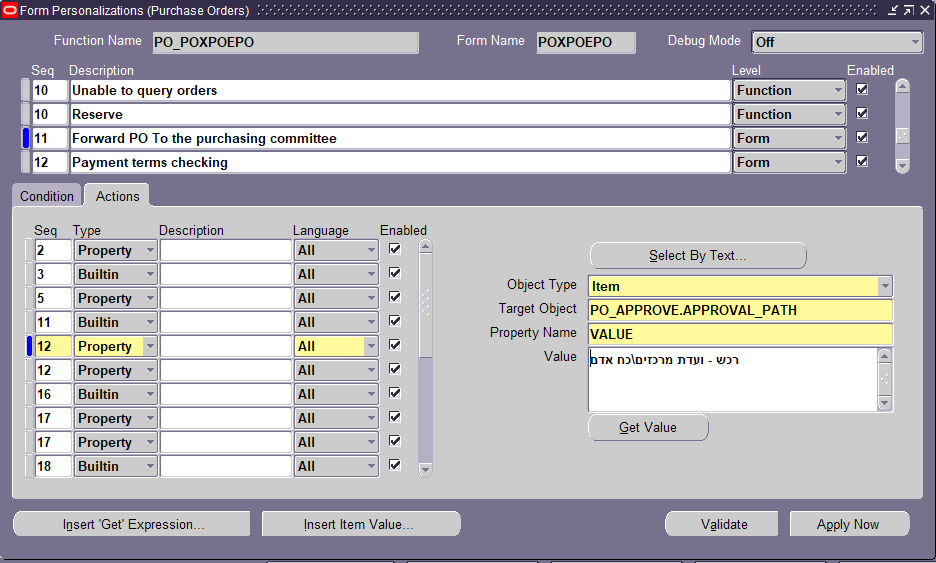 Form Personalizations (Purchase Orders)
Function Name PO_POXPOEPO Form Name POXPOEPO Debug Mode Off
Seq Description Level Enabled
10 Unable to query orders Function
10 Reserve Function
11 Forward PO To the purchasing committee Form
12 Payment terms checking Form
Condition Actions
Seq Type Description Language Enabled
2 Property All
3 Builtin All
5 Property All
11 Builtin All
12 Property All
12 Property All
16 Builtin All
17 Property All
17 Property All
18 Builtin All
Select By Text...
Object Type Item
Target Object PO_APPROVE.APPROVAL_PATH
Property Name VALUE
Value רכש - ועדת מרכזים\כח אדם
Get Value
Insert 'Get' Expression... Insert Item Value... Validate Apply Now